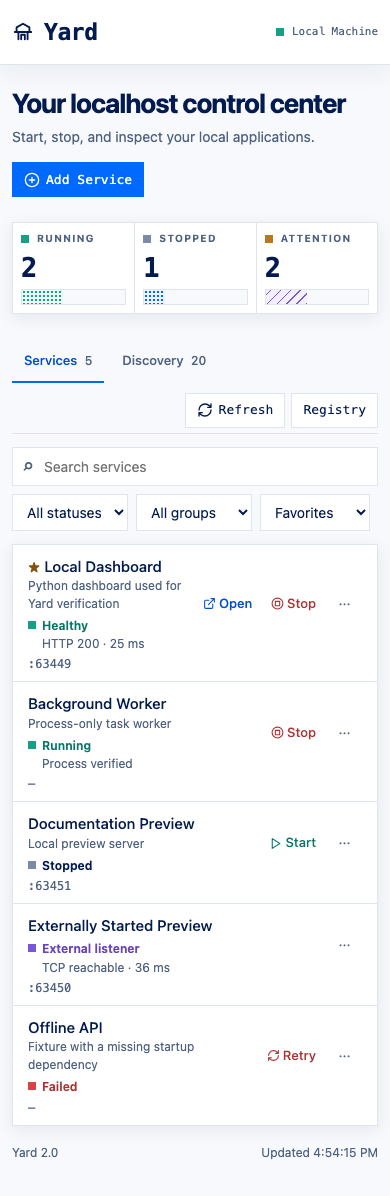 Yard
Local Machine
Your localhost control center
Start, stop, and inspect your local applications.
Add Service
RUNNING
2
STOPPED
1
ATTENTION
2
Services 5
Discovery 20
Refresh
Registry
Search services
All statuses
All groups
Favorites
Local Dashboard
Python dashboard used for
Yard verification
Healthy
HTTP 200 · 25 ms
:63449
Open
Stop
···
Background Worker
Process-only task worker
Running
Process verified
—
Stop
···
Documentation Preview
Local preview server
Stopped
:63451
Start
···
Externally Started Preview
External listener
TCP reachable · 36 ms
:63450
···
Offline API
Fixture with a missing startup
dependency
Failed
—
Retry
···
Yard 2.0
Updated 4:54:15 PM